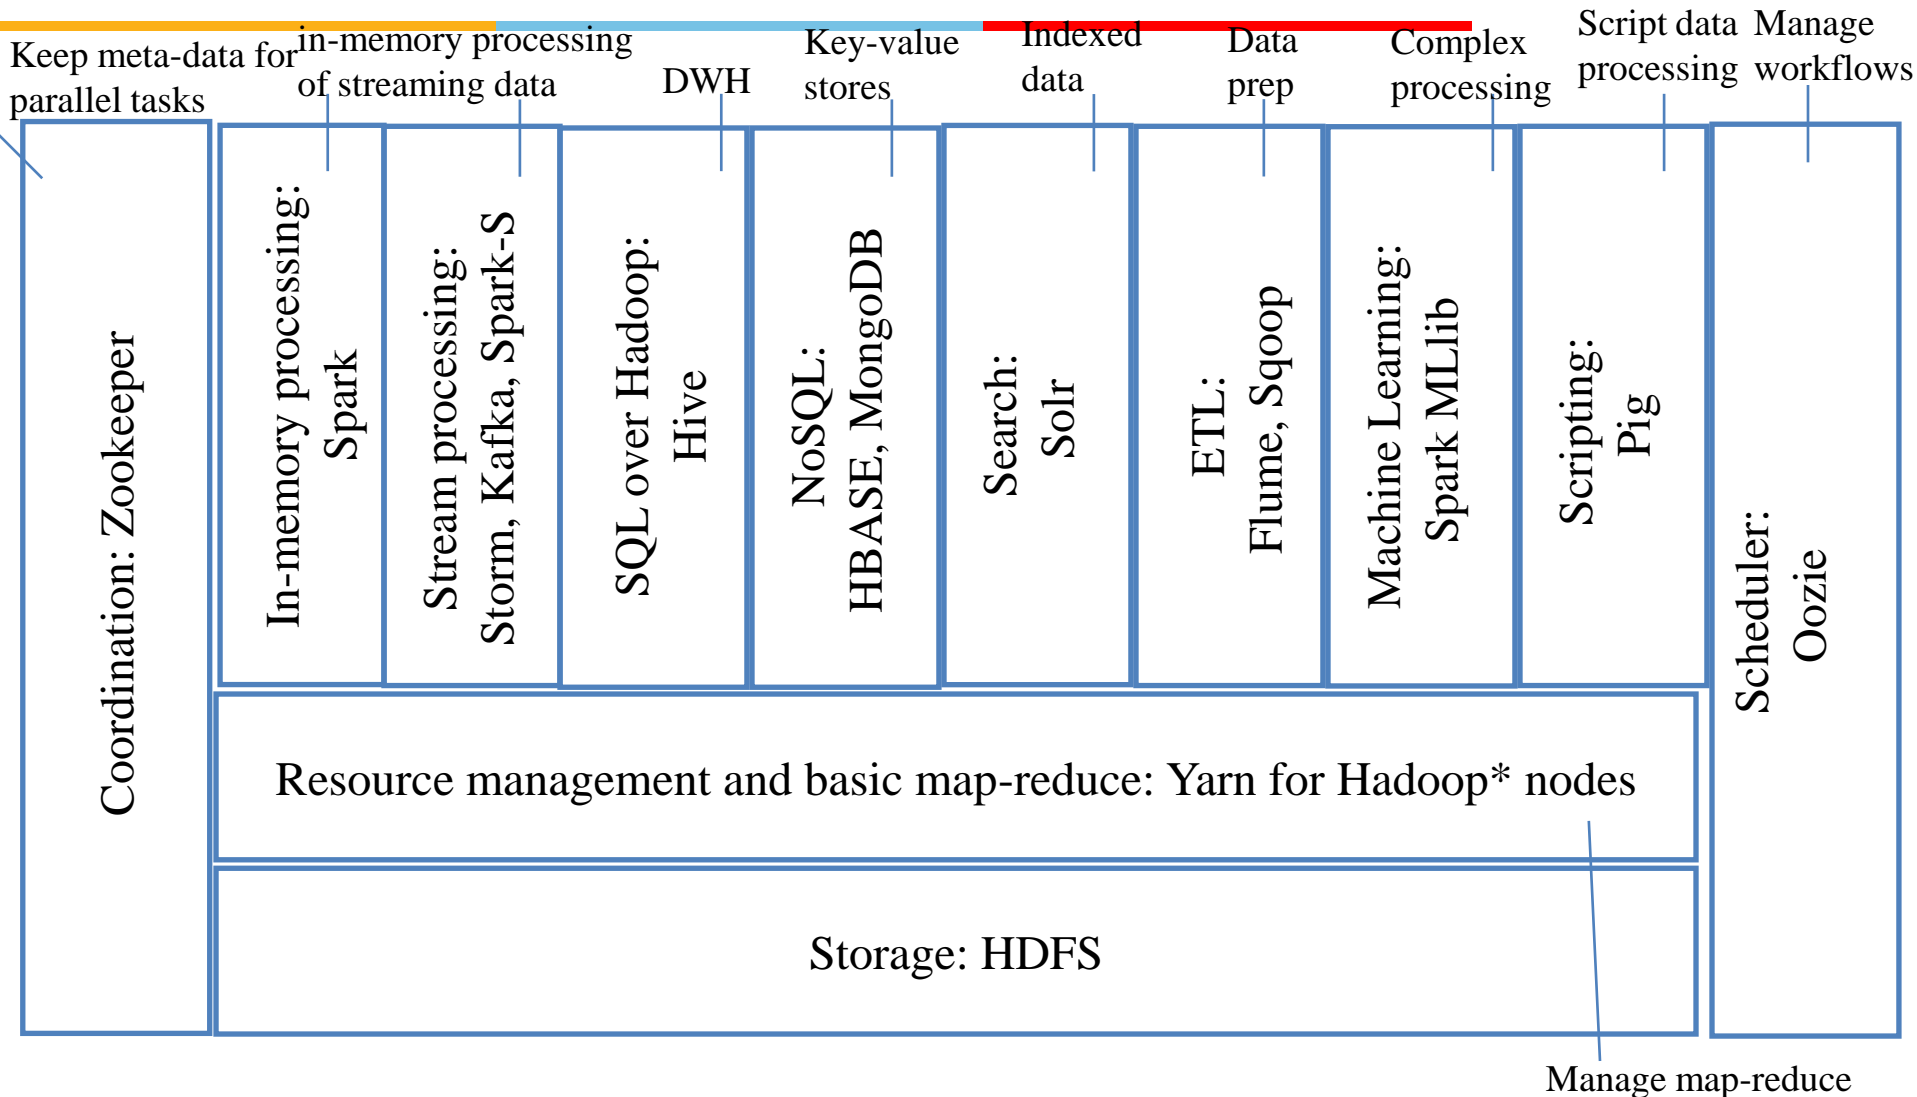 Keep meta-data for
parallel tasks
in-memory processing
of streaming data
DWH
Key-value
stores
Indexed
data
Data
prep
Complex
processing
Script data
processing
Manage
workflows
Coordination: Zookeeper
In-memory processing:
Spark
Stream processing:
Storm, Kafka, Spark-S
SQL over Hadoop:
Hive
NoSQL:
HBASE, MongoDB
Search:
Solr
ETL:
Flume, Sqoop
Machine Learning:
Spark MLlib
Scripting:
Pig
Scheduler:
Oozie
Resource management and basic map-reduce: Yarn for Hadoop* nodes
Storage: HDFS
Manage map-reduce